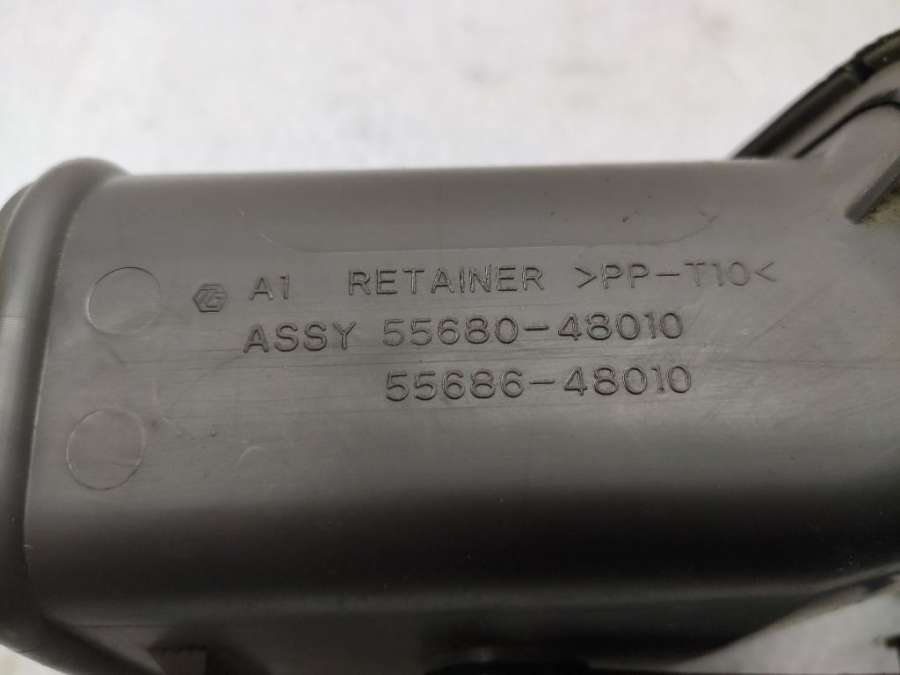 A1 RETAINER >PP-T10<
ASSY 55680-48010
55686-48010